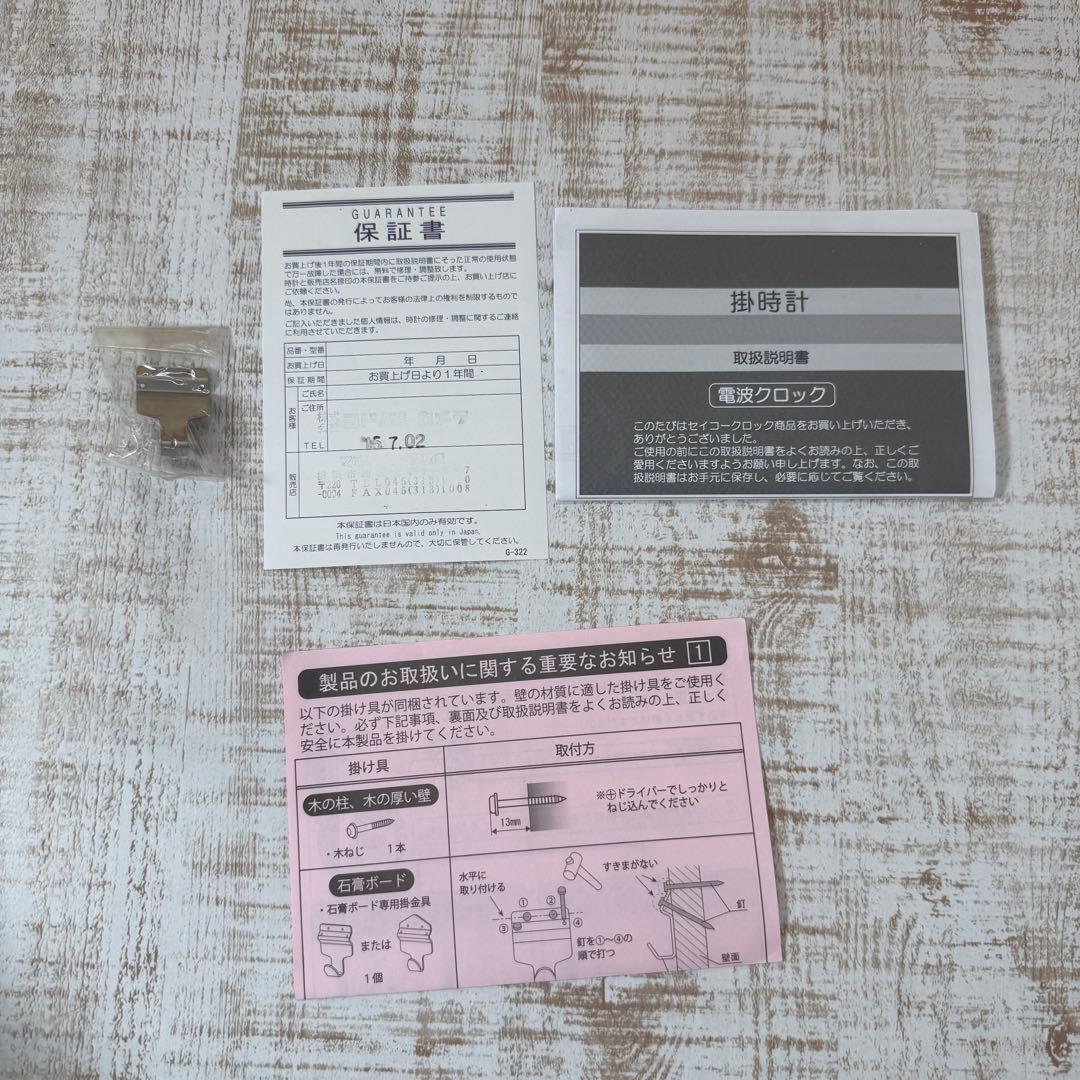 GUARANTEE
保証書
お買上げ後1年間の保証期間内に取扱説明書にそった正常の使用状態
で万一故障した場合には、無料で修理・調整致します。
時計と販売店名捺印の本保証書をご持参ご提示の上、お買い上げ店に
ご依頼ください。
尚、本保証書の発行によってお客様の法律上の権利を制限するもので
はありません。
ご記入いただきました個人情報は、時計の修理・調整に関するご連絡
に利用させていただきます。
品番・型番
お買上げ日 年 月 日
保証期間 お買上げ日より1年間
お客様
ご氏名
ご住所
TEL
7.02
販売店
〒220
-0004 FAX045(313)1008
本保証書は日本国内のみ有効です。
This guarantee is valid only in Japan.
本保証書は再発行いたしませんので、大切に保管してください。
G-322
掛時計
取扱説明書
電波クロック
このたびはセイコークロック商品をお買い上げいただき、
ありがとうございました。
ご使用の前にこの取扱説明書をよくお読みの上、正しくご
愛用くださいますようお願い申し上げます。なお、この取
扱説明書はお手元に保存し、必要に応じてご覧ください。
製品のお取扱いに関する重要なお知らせ 1
以下の掛け具が同梱されています。壁の材質に適した掛け具をご使用く
ださい。必ず下記事項、裏面及び取扱説明書をよくお読みの上、正しく
安全に本製品を掛けてください。
掛け具
取付方
木の柱、木の厚い壁
・木ねじ 1本
13mm
※⊕ドライバーでしっかりと
ねじ込んでください
石膏ボード
・石膏ボード専用掛金具
または
1個
水平に
取り付ける
① ②
③ ④
釘を①〜④の
順で打つ
すきまがない
釘
壁面